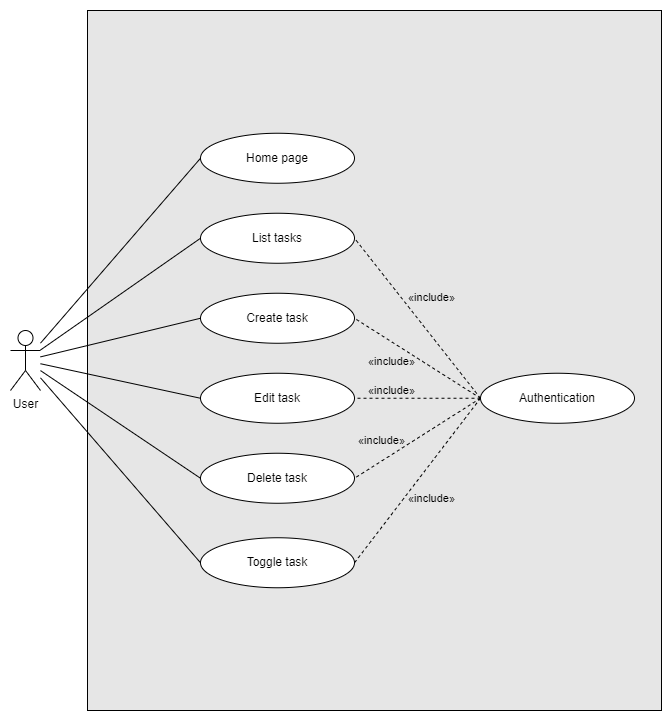 Home page
List tasks
«include»
Create task
«include»
«include»
Edit task
Authentication
User
«include»
Delete task
«include»
Toggle task